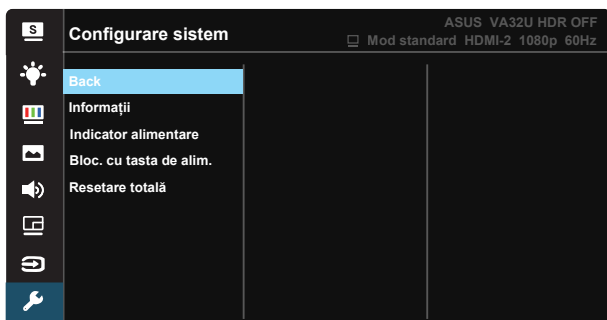 S
Configurare sistem
ASUS VA32U HDR OFF
Mod standard HDMI-2 1080p 60Hz
Back
Informații
Indicator alimentare
Bloc. cu tasta de alim.
Resetare totală